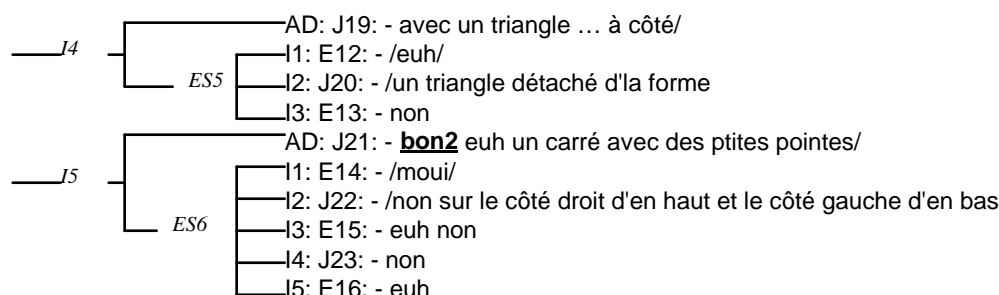 AD: J19: - avec un triangle … à côté/
I4
I1: E12: - /euh/
ES5
I2: J20: - /un triangle détaché d'la forme
I3: E13: - non
AD: J21: - bon2 euh un carré avec des ptites pointes/
I1: E14: - /moui/
I5
I2: J22: - /non sur le côté droit d'en haut et le côté gauche d'en bas
ES6
I3: E15: - euh non
I4: J23: - non
I5: E16: - euh